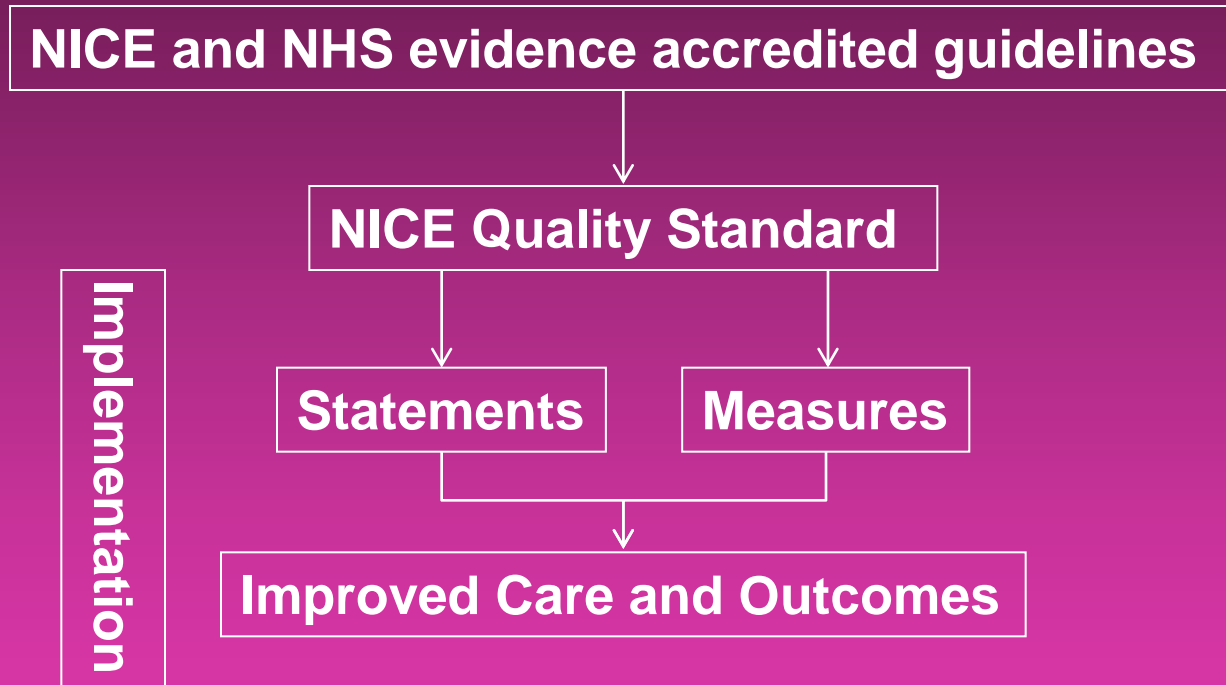 NICE and NHS evidence accredited guidelines
NICE Quality Standard
Implementation
Statements
Measures
Improved Care and Outcomes